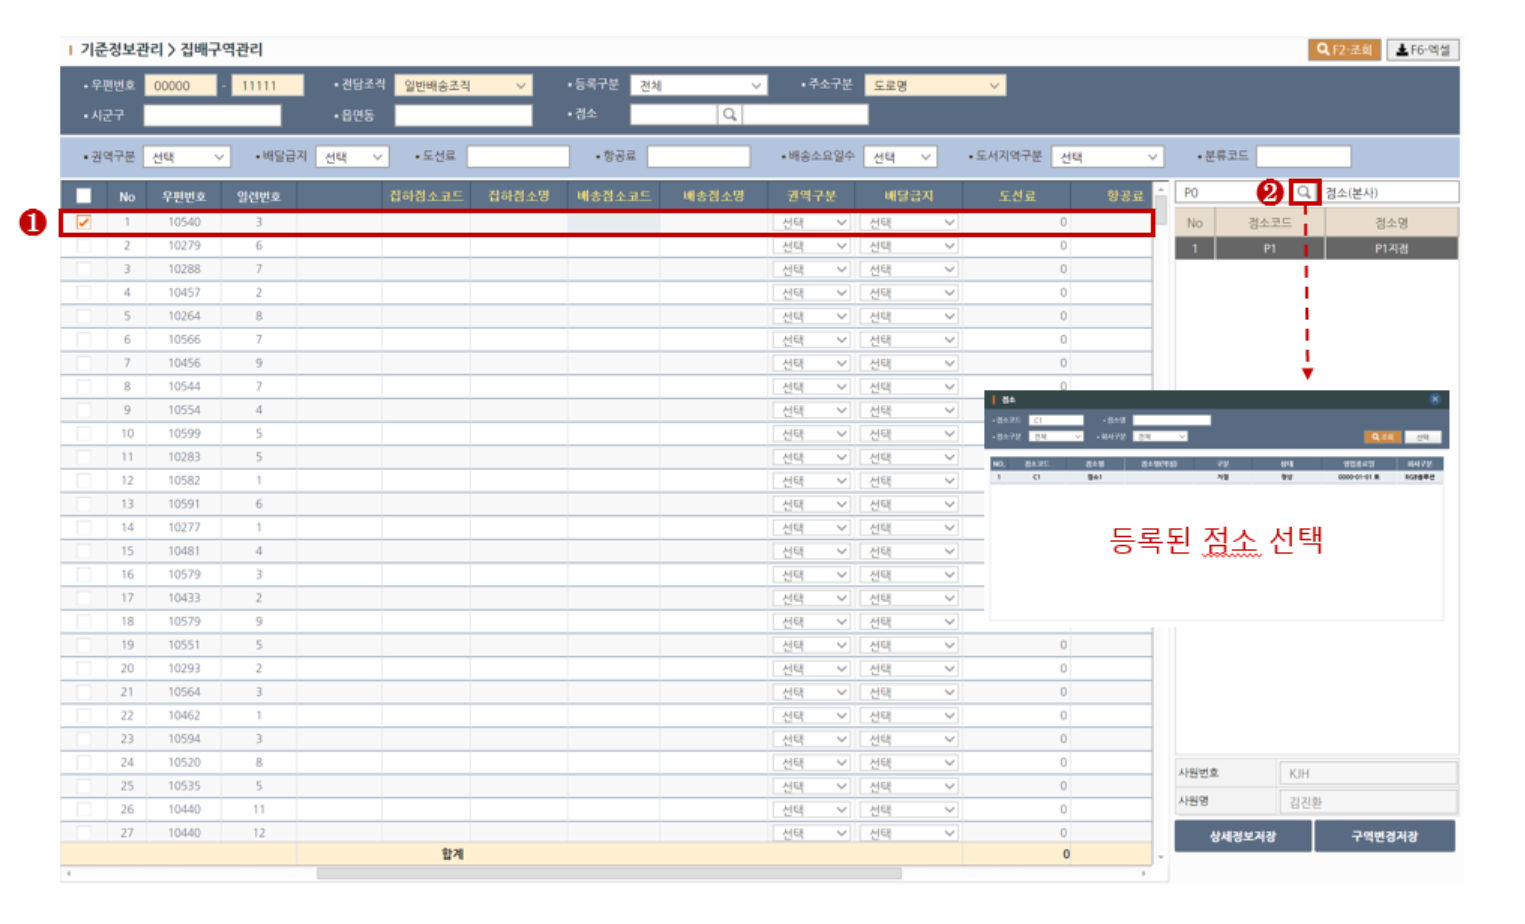 기준정보관리 > 집배구역관리
F2-조회 F6-엑셀
우편번호 00000 - 11111 전담조직 일반배송조직 등록구분 전체 주소구분 도로명
시군구 읍면동 점소
권역구분 선택 배달급지 선택 도선료 항공료 배송소요일수 선택 도서지역구분 선택 분류코드
No 우편번호 일련번호 집하점소코드 집하점소명 배송점소코드 배송점소명 권역구분 배달급지 도선료 항공료
❶ 1 10540 3 선택 선택 0
2 10279 6 선택 선택 0
3 10288 7 선택 선택 0
4 10457 2 선택 선택 0
5 10264 8 선택 선택 0
6 10566 7 선택 선택 0
7 10456 9 선택 선택 0
8 10544 7 선택 선택 0
9 10554 4 선택 선택
10 10599 5 선택 선택
11 10283 5 선택 선택
12 10582 1 선택 선택
13 10591 6 선택 선택
14 10277 1 선택 선택
15 10481 4 선택 선택
16 10579 3 선택 선택
17 10433 2 선택 선택
18 10579 9 선택 선택
19 10551 5 선택 선택 0
20 10293 2 선택 선택 0
21 10564 3 선택 선택 0
22 10462 1 선택 선택 0
23 10594 3 선택 선택 0
24 10520 8 선택 선택 0
25 10535 5 선택 선택 0
26 10440 11 선택 선택 0
27 10440 12 선택 선택 0
합계 0
P0 ❷ 점소(본사)
No 점소코드 점소명
1 P1 P1지점
점소
점소코드 C1 점소명
점소구분 전체 회사구분 전체 조회 선택
NO. 점소코드 점소명 점소명(약칭) 구분 상태 영업종료일 회사구분
1 C1 점소1 지점 정상 0000-01-01 RGB솔루션
등록된 점소 선택
사원번호 KJH
사원명 김진환
상세정보저장 구역변경저장